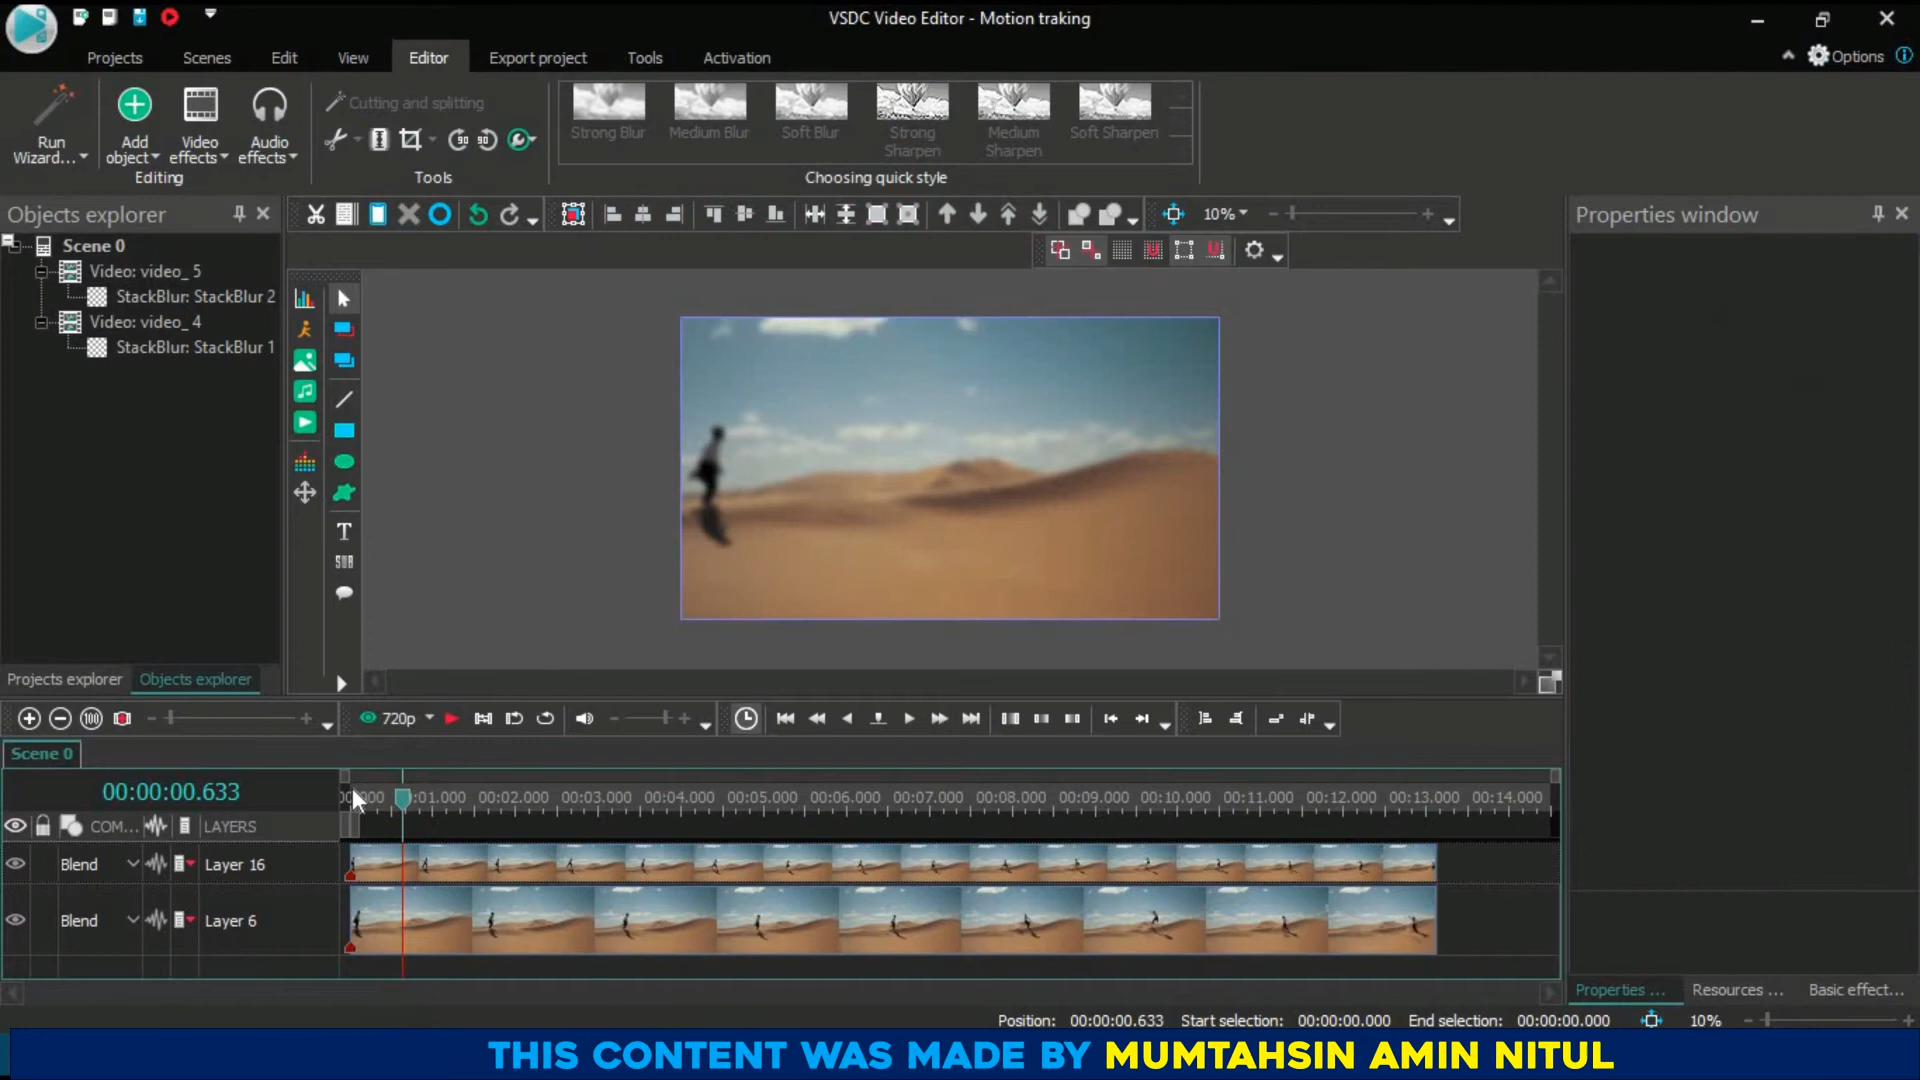 VSDC Video Editor - Motion traking
Projects Scenes Edit View Editor Export project Tools Activation
Options
Run Wizard...
Add object
Video effects
Audio effects
Editing
Cutting and splitting
Tools
Strong Blur
Medium Blur
Soft Blur
Strong Sharpen
Medium Sharpen
Soft Sharpen
Choosing quick style
Objects explorer
10%
Properties window
Scene 0
Video: video_ 5
StackBlur: StackBlur 2
Video: video_ 4
StackBlur: StackBlur 1
T
SUB
Projects explorer
Objects explorer
100
720p
Scene 0
00:00:00.633
:01.000 00:02.000 00:03.000 00:04.000 00:05.000 00:06.000 00:07.000 00:08.000 00:09.000 00:10.000 00:11.000 00:12.000 00:13.000 00:14.000
COM... LAYERS
Blend Layer 16
Blend Layer 6
Properties ... Resources ... Basic effect...
Position: 00:00:00.633 Start selection: 00:00:00.000 End selection: 00:00:00.000 10%
THIS CONTENT WAS MADE BY MUMTAHSIN AMIN NITUL